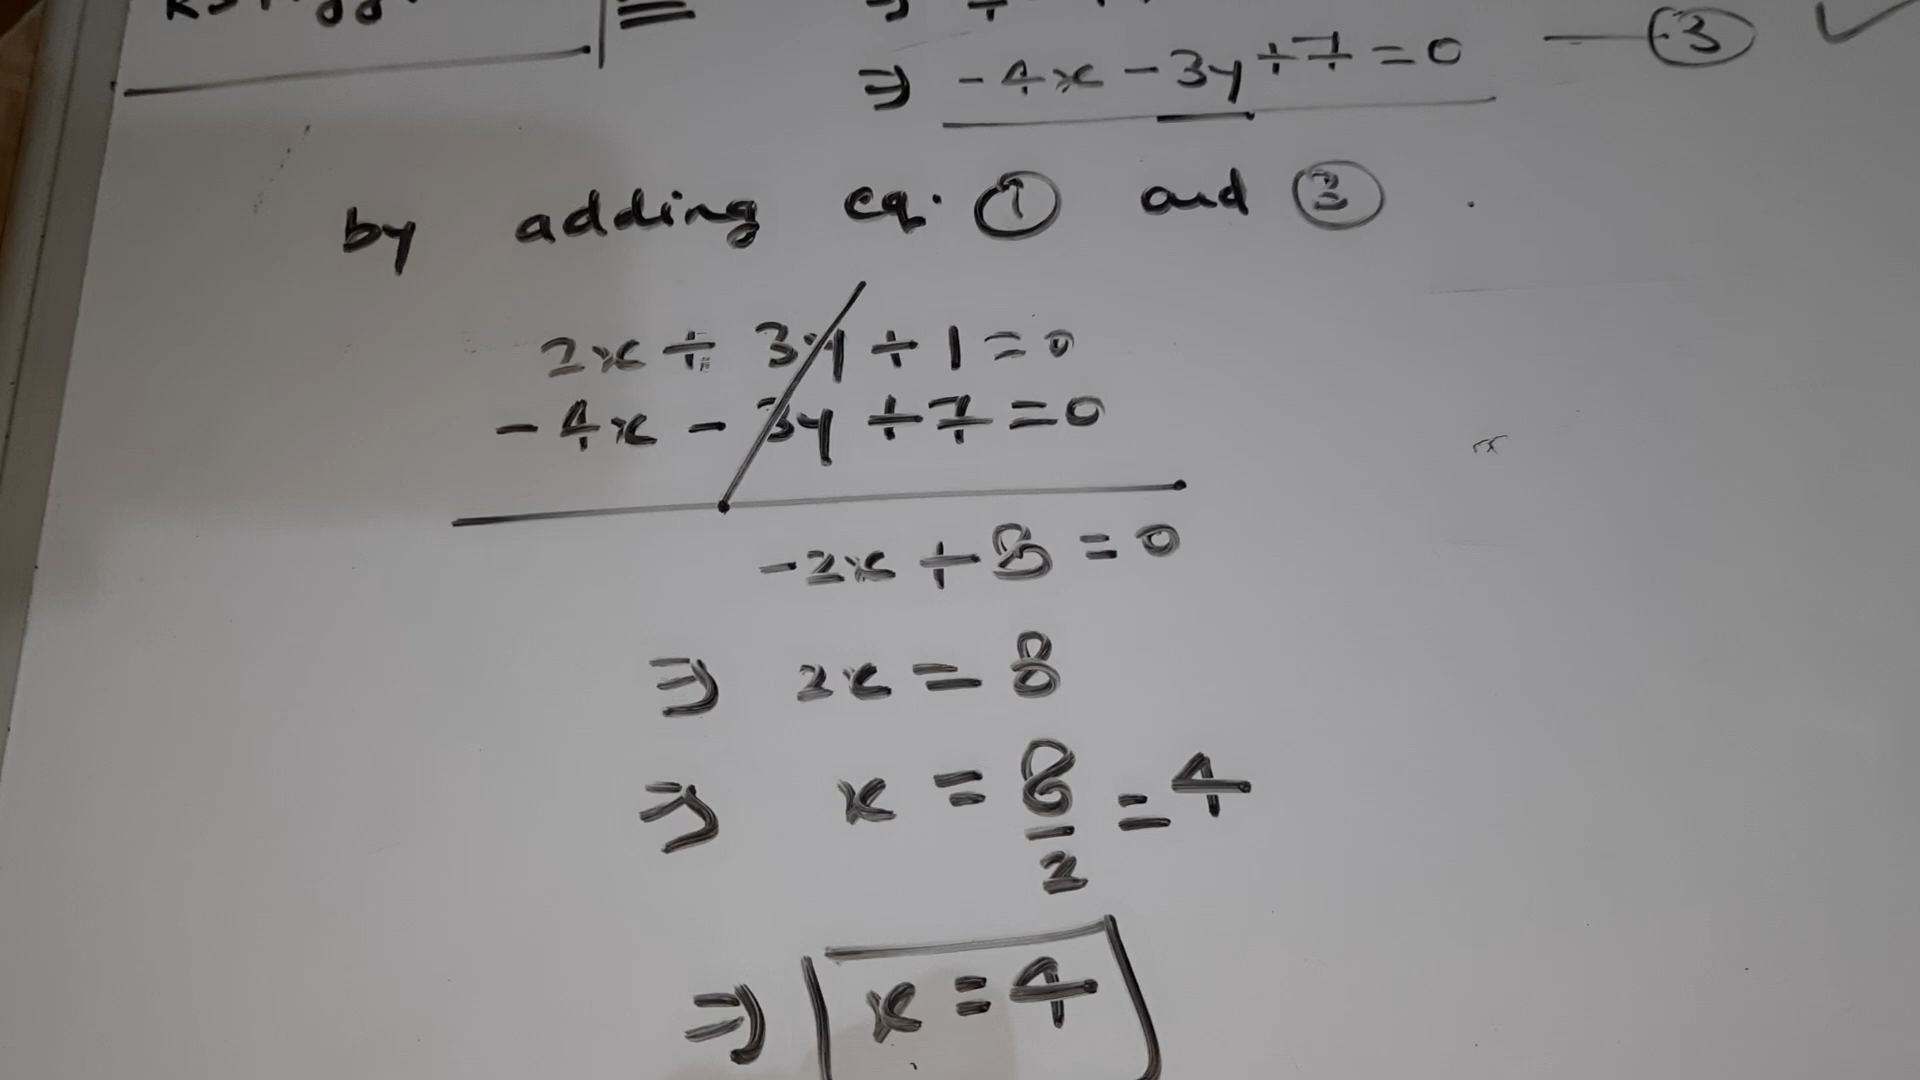 ⇒ -4x - 3y + 7 = 0 — ③ ✓
by adding eq. ① and ③.
2x + 3y + 1 = 0
-4x - 3y + 7 = 0
-2x + 8 = 0
⇒ 2x = 8
⇒ x = 8/2 = 4
⇒ x = 4